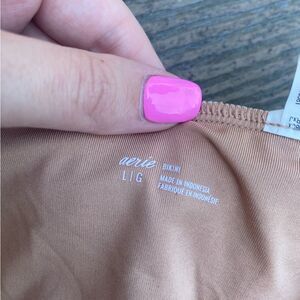 aerie BIKINI
L|G MADE IN INDONESIA
FABRIQUÉ EN INDONÉSIE